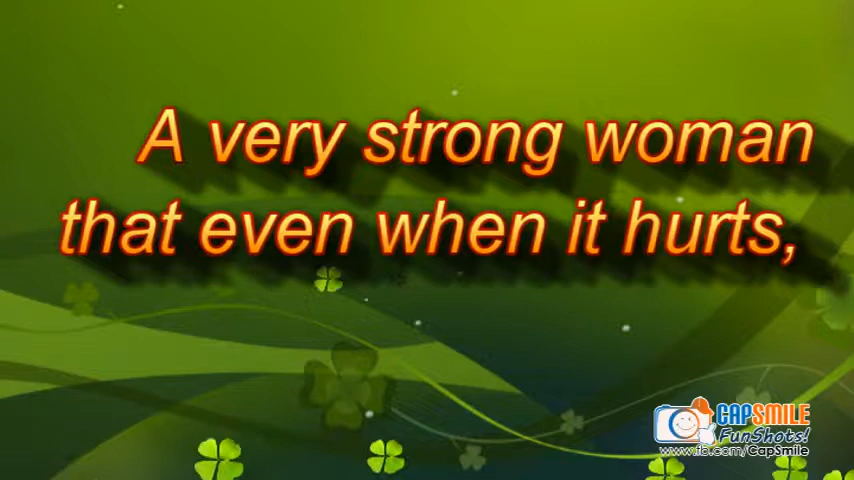 A very strong woman
that even when it hurts,
CAPSMILE
FunShots!
www.fb.com/CapSmile